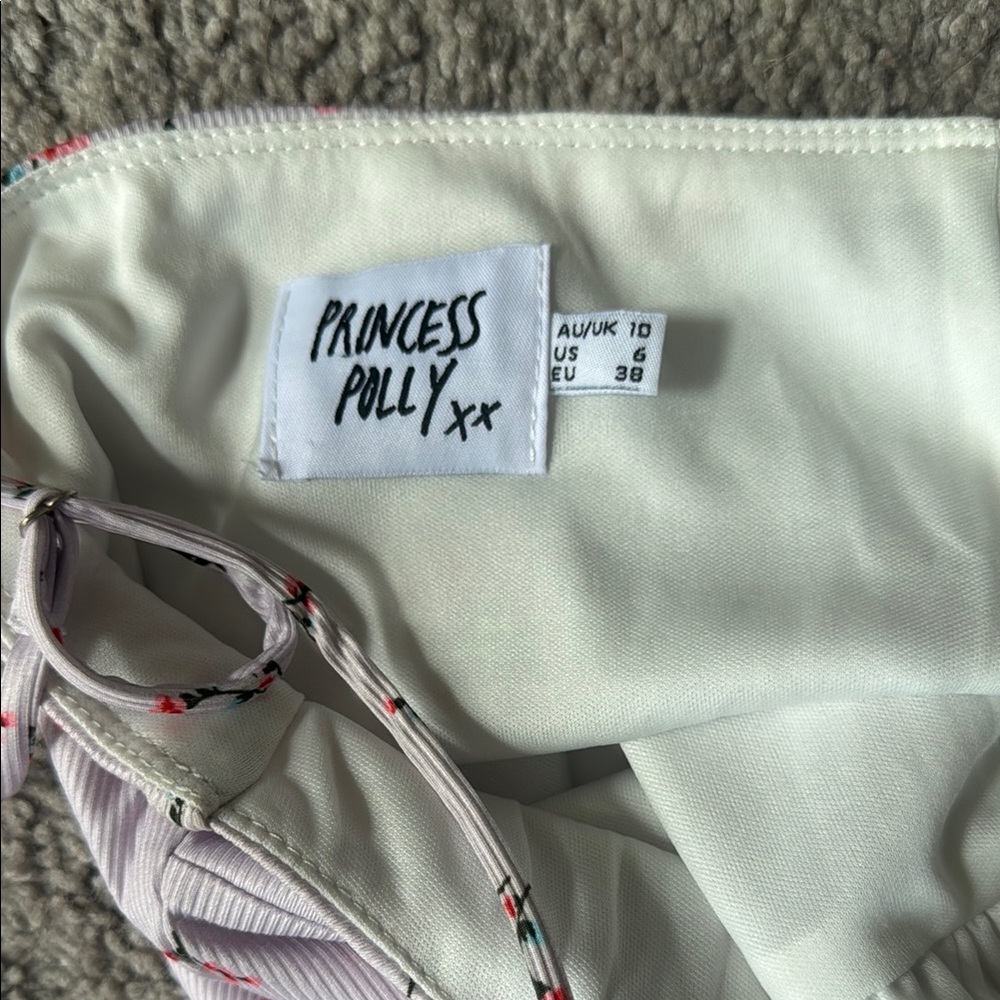 PRINCESS
POLLY xx
AU/UK 10
US 6
EU 38